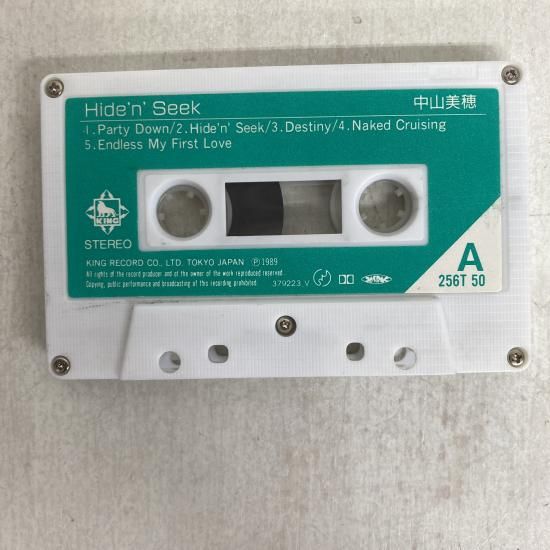 Hide'n' Seek
中山美穂
1.Party Down/2.Hide'n' Seek/3.Destiny/4.Naked Cruising
5.Endless My First Love
KING
STEREO
KING RECORD CO., LTD. TOKYO JAPAN Ⓟ1989
All rights of the record producer and of the owner of the work reproduced reserved.
Copying, public performance and broadcasting of this recording prohibited.
379223 V
A
256T 50